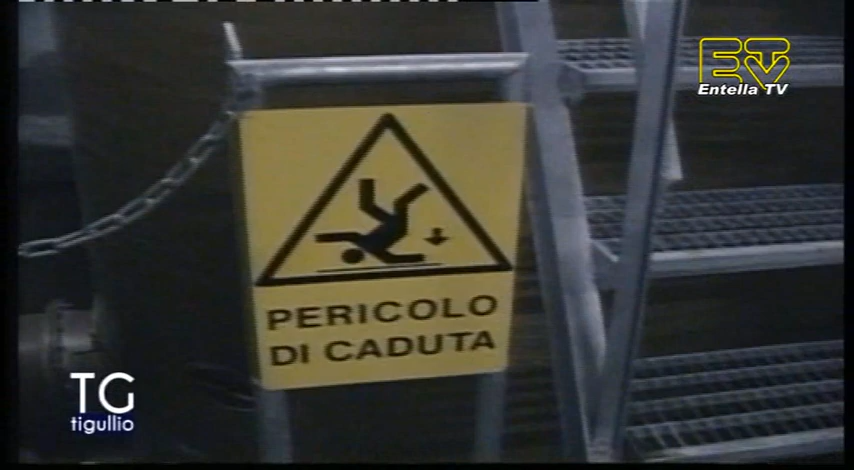 ETV
Entella TV
PERICOLO
DI CADUTA
TG
tigullio